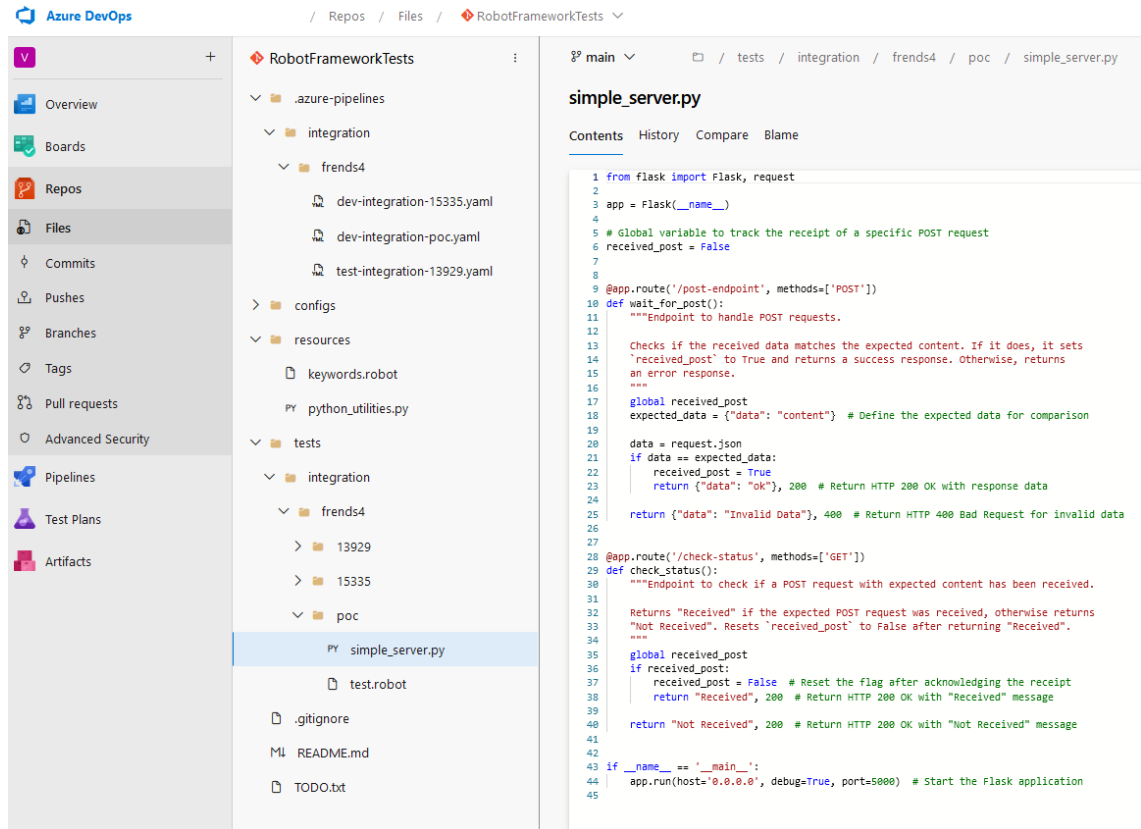 Azure DevOps / Repos / Files / RobotFrameworkTests
V +
Overview
Boards
Repos
Files
Commits
Pushes
Branches
Tags
Pull requests
Advanced Security
Pipelines
Test Plans
Artifacts
RobotFrameworkTests
.azure-pipelines
integration
frends4
YML dev-integration-15335.yaml
YML dev-integration-poc.yaml
YML test-integration-13929.yaml
configs
resources
keywords.robot
PY python_utilities.py
tests
integration
frends4
13929
15335
poc
PY simple_server.py
test.robot
.gitignore
M↓ README.md
TODO.txt
main / tests / integration / frends4 / poc / simple_server.py
simple_server.py
Contents History Compare Blame
1 from flask import Flask, request
2
3 app = Flask(__name__)
4
5 # Global variable to track the receipt of a specific POST request
6 received_post = False
7
8
9 @app.route('/post-endpoint', methods=['POST'])
10 def wait_for_post():
11     """Endpoint to handle POST requests.
12
13     Checks if the received data matches the expected content. If it does, it sets
14     `received_post` to True and returns a success response. Otherwise, returns
15     an error response.
16     """
17     global received_post
18     expected_data = {"data": "content"}  # Define the expected data for comparison
19
20     data = request.json
21     if data == expected_data:
22         received_post = True
23         return {"data": "ok"}, 200  # Return HTTP 200 OK with response data
24
25     return {"data": "Invalid Data"}, 400  # Return HTTP 400 Bad Request for invalid data
26
27
28 @app.route('/check-status', methods=['GET'])
29 def check_status():
30     """Endpoint to check if a POST request with expected content has been received.
31
32     Returns "Received" if the expected POST request was received, otherwise returns
33     "Not Received". Resets `received_post` to False after returning "Received".
34     """
35     global received_post
36     if received_post:
37         received_post = False  # Reset the flag after acknowledging the receipt
38         return "Received", 200  # Return HTTP 200 OK with "Received" message
39
40     return "Not Received", 200  # Return HTTP 200 OK with "Not Received" message
41
42
43 if __name__ == '__main__':
44     app.run(host='0.0.0.0', debug=True, port=5000)  # Start the Flask application
45